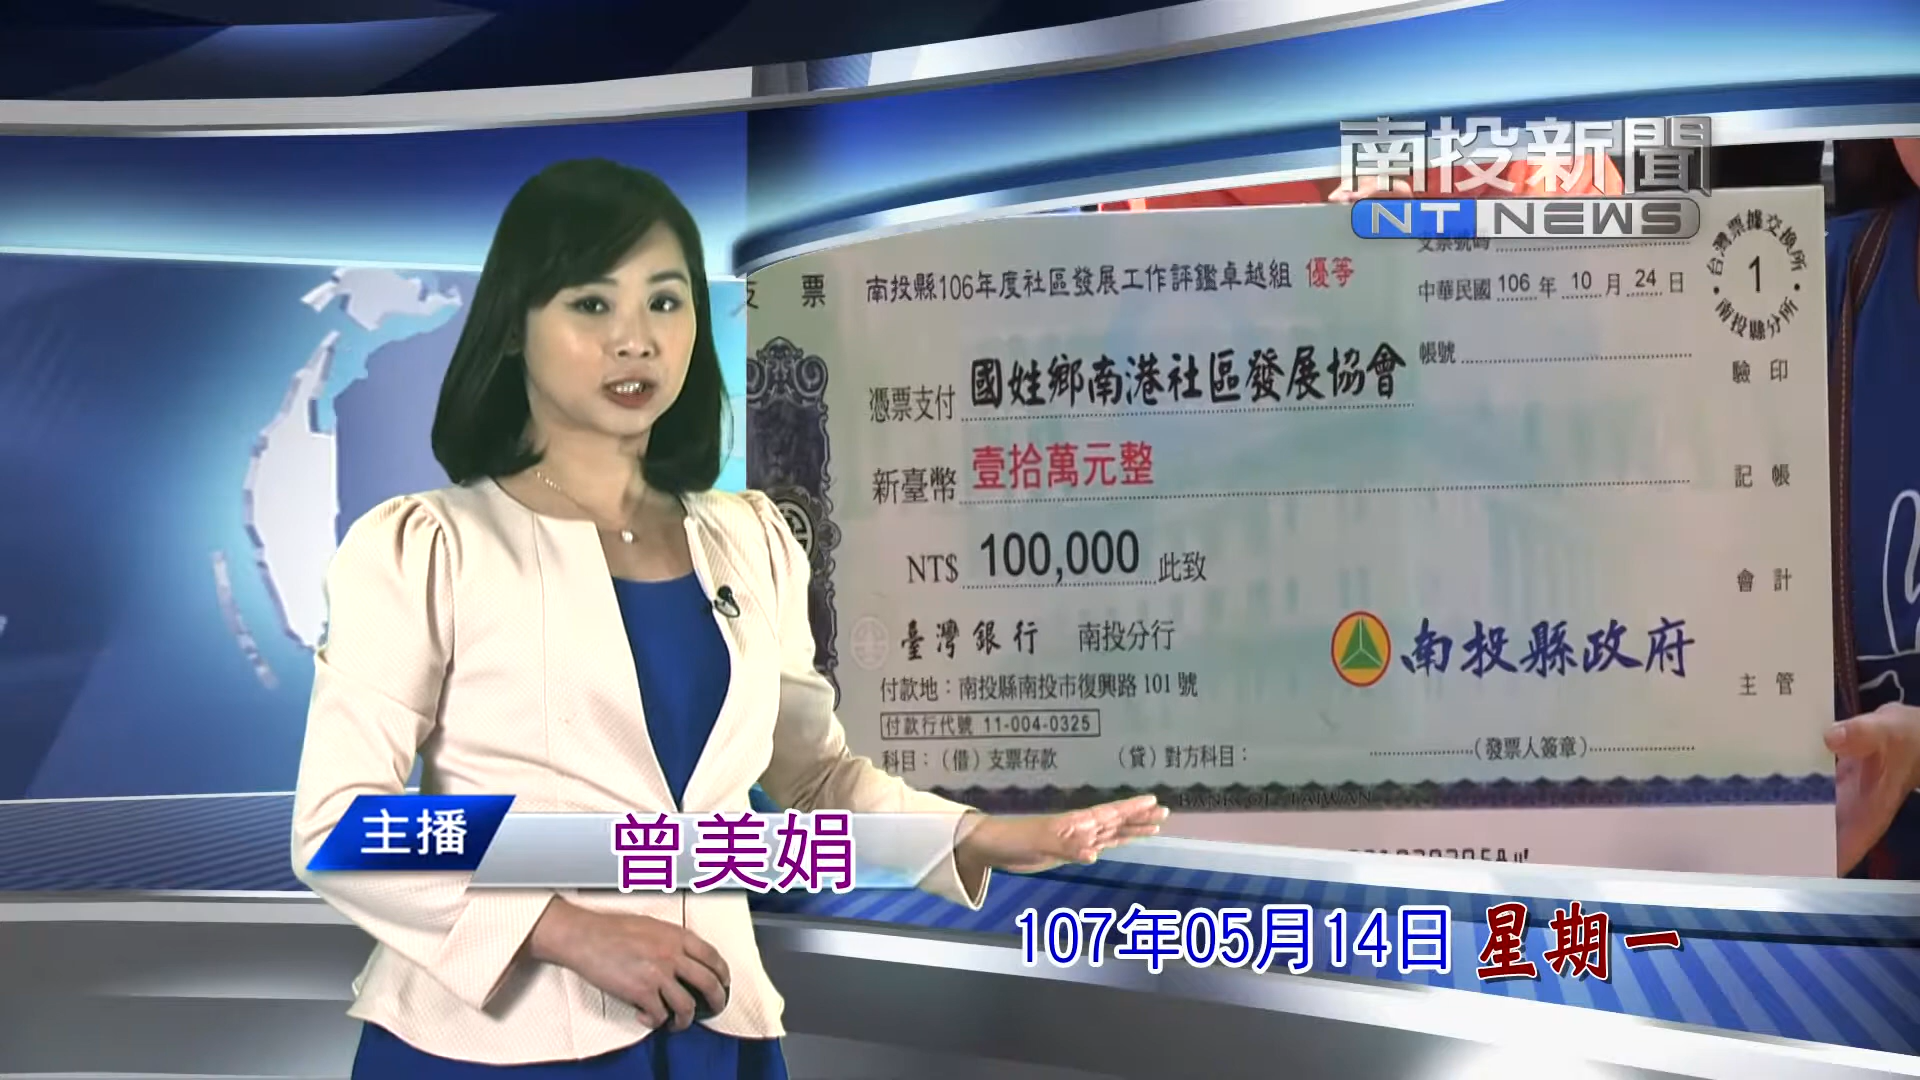 南投新聞
NT NEWS
支票
支票號碼
南投縣106年度社區發展工作評鑑卓越組 優等
中華民國 106 年 10 月 24 日
台灣票據交換所
1
南投縣分所
帳號
憑票支付 國姓鄉南港社區發展協會
驗印
新臺幣 壹拾萬元整
記帳
NT$ 100,000 此致
會計
臺灣銀行 南投分行
南投縣政府
付款地：南投縣南投市復興路 101 號
主管
付款行代號 11-004-0325
科目：（借）支票存款 （貸）對方科目：
（發票人簽章）
BANK OF TAIWAN
主播 曾美娟
107年05月14日 星期一